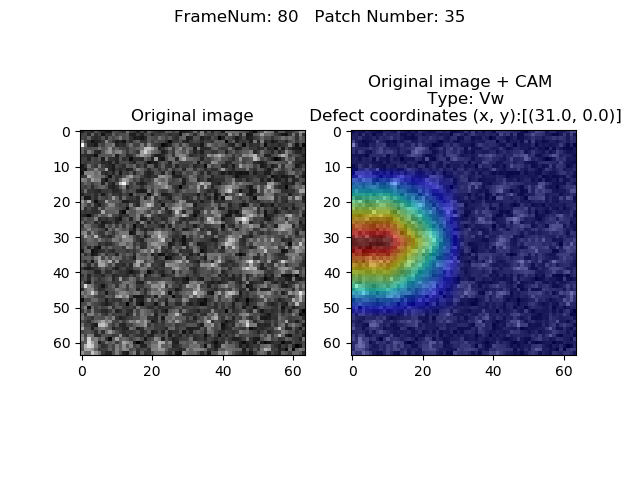 FrameNum: 80   Patch Number: 35
Original image
0
10
20
30
40
50
60
0 20 40 60
Original image + CAM
Type: Vw
Defect coordinates (x, y):[(31.0, 0.0)]
0
10
20
30
40
50
60
0 20 40 60